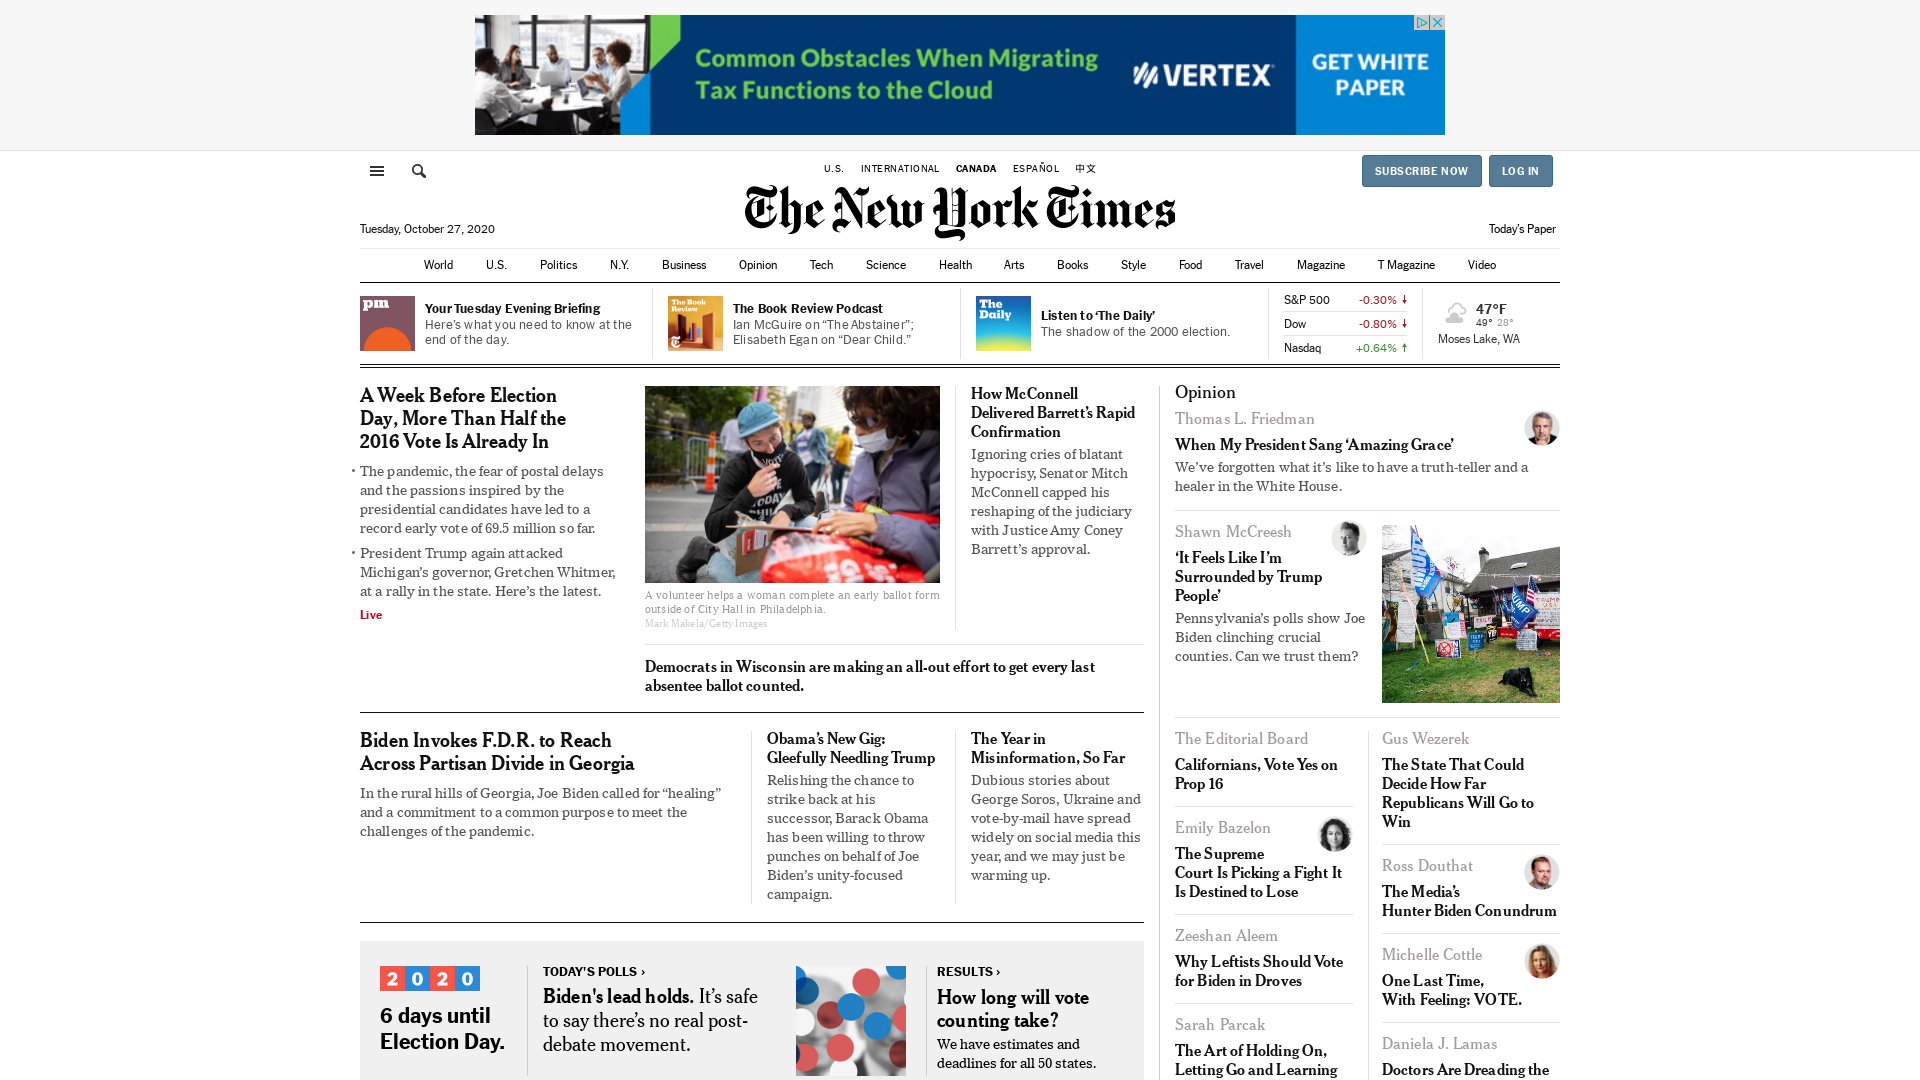 Common Obstacles When Migrating
Tax Functions to the Cloud
VERTEX
GET WHITE
PAPER
U.S. INTERNATIONAL CANADA ESPAÑOL 中文
SUBSCRIBE NOW LOG IN
The New York Times
Tuesday, October 27, 2020
Today's Paper
World U.S. Politics N.Y. Business Opinion Tech Science Health Arts Books Style Food Travel Magazine T Magazine Video
pm
Your Tuesday Evening Briefing
Here's what you need to know at the
end of the day.
The Book
Review
The Book Review Podcast
Ian McGuire on “The Abstainer”;
Elisabeth Egan on “Dear Child.”
The
Daily
Listen to ‘The Daily’
The shadow of the 2000 election.
S&P 500 -0.30%
Dow -0.80%
Nasdaq +0.64%
47°F
49° 28°
Moses Lake, WA
A Week Before Election
Day, More Than Half the
2016 Vote Is Already In
• The pandemic, the fear of postal delays
and the passions inspired by the
presidential candidates have led to a
record early vote of 69.5 million so far.
• President Trump again attacked
Michigan's governor, Gretchen Whitmer,
at a rally in the state. Here's the latest.
Live
A volunteer helps a woman complete an early ballot form
outside of City Hall in Philadelphia.
Mark Makela/Getty Images
How McConnell
Delivered Barrett's Rapid
Confirmation
Ignoring cries of blatant
hypocrisy, Senator Mitch
McConnell capped his
reshaping of the judiciary
with Justice Amy Coney
Barrett's approval.
Democrats in Wisconsin are making an all-out effort to get every last
absentee ballot counted.
Biden Invokes F.D.R. to Reach
Across Partisan Divide in Georgia
In the rural hills of Georgia, Joe Biden called for “healing”
and a commitment to a common purpose to meet the
challenges of the pandemic.
Obama's New Gig:
Gleefully Needling Trump
Relishing the chance to
strike back at his
successor, Barack Obama
has been willing to throw
punches on behalf of Joe
Biden's unity-focused
campaign.
The Year in
Misinformation, So Far
Dubious stories about
George Soros, Ukraine and
vote-by-mail have spread
widely on social media this
year, and we may just be
warming up.
2020
6 days until
Election Day.
TODAY'S POLLS ›
Biden's lead holds. It's safe
to say there's no real post-
debate movement.
RESULTS ›
How long will vote
counting take?
We have estimates and
deadlines for all 50 states.
Opinion
Thomas L. Friedman
When My President Sang ‘Amazing Grace’
We've forgotten what it's like to have a truth-teller and a
healer in the White House.
Shawn McCreesh
‘It Feels Like I'm
Surrounded by Trump
People’
Pennsylvania's polls show Joe
Biden clinching crucial
counties. Can we trust them?
The Editorial Board
Californians, Vote Yes on
Prop 16
Emily Bazelon
The Supreme
Court Is Picking a Fight It
Is Destined to Lose
Zeeshan Aleem
Why Leftists Should Vote
for Biden in Droves
Sarah Parcak
The Art of Holding On,
Letting Go and Learning
Gus Wezerek
The State That Could
Decide How Far
Republicans Will Go to
Win
Ross Douthat
The Media's
Hunter Biden Conundrum
Michelle Cottle
One Last Time,
With Feeling: VOTE.
Daniela J. Lamas
Doctors Are Dreading the